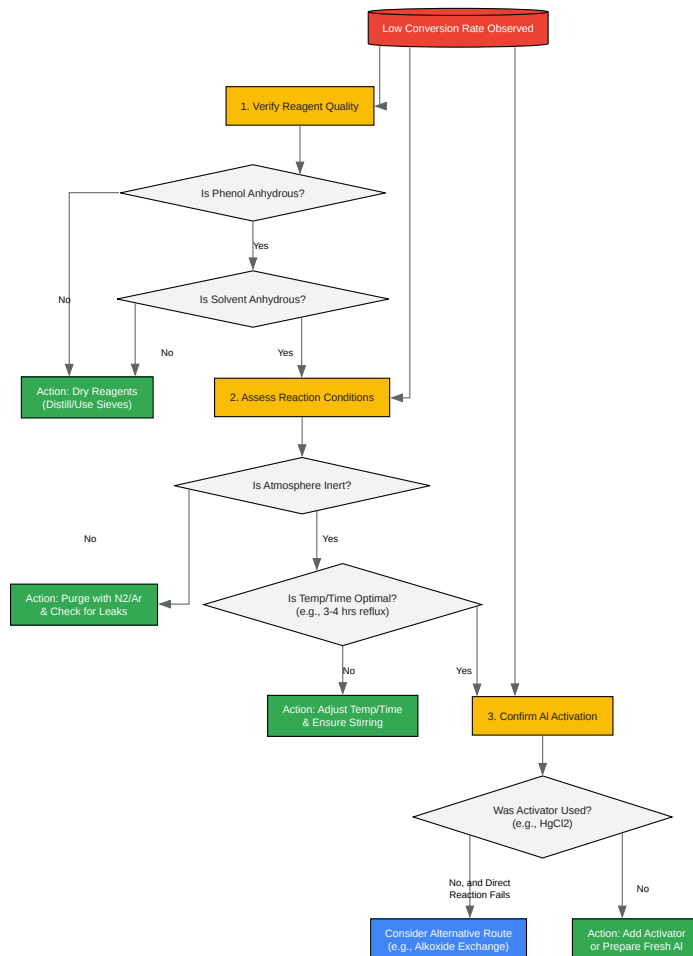 Low Conversion Rate Observed
1. Verify Reagent Quality
Is Phenol Anhydrous?
Yes
Is Solvent Anhydrous?
No
No
Yes
Action: Dry Reagents
(Distill/Use Sieves)
2. Assess Reaction Conditions
Is Atmosphere Inert?
No
Yes
Action: Purge with N2/Ar
& Check for Leaks
Is Temp/Time Optimal?
(e.g., 3-4 hrs reflux)
No
Yes
Action: Adjust Temp/Time
& Ensure Stirring
3. Confirm Al Activation
Was Activator Used?
(e.g., HgCl2)
No, and Direct
Reaction Fails
No
Consider Alternative Route
(e.g., Alkoxide Exchange)
Action: Add Activator
or Prepare Fresh Al